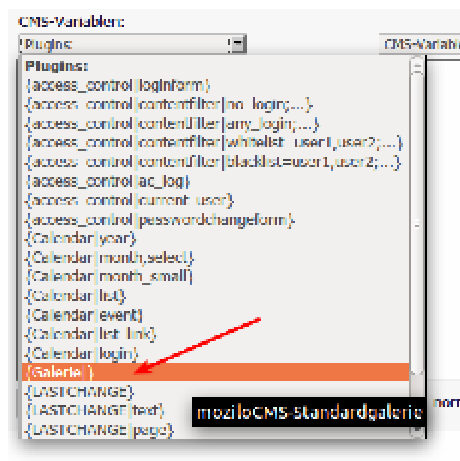 CMS-Variablen:
Plugins:
CMS-Variabl
Plugins:
{access_control|loginform}
{access_control|contentfilter|no_login;...}
{access_control|contentfilter|any_login;...}
{access_control|contentfilter|whitelist=user1,user2;...}
{access_control|contentfilter|blacklist=user1,user2;...}
{access_control|ac_log}
{access_control|current_user}
{access_control|passwordchangeform}
{Calendar|year}
{Calendar|month,select}
{Calendar|month_small}
{Calendar|list}
{Calendar|event}
{Calendar|list_link}
{Calendar|login}
{Galerie|}
{LASTCHANGE}
{LASTCHANGE|text}
moziloCMS-Standardgalerie
{LASTCHANGE|page}